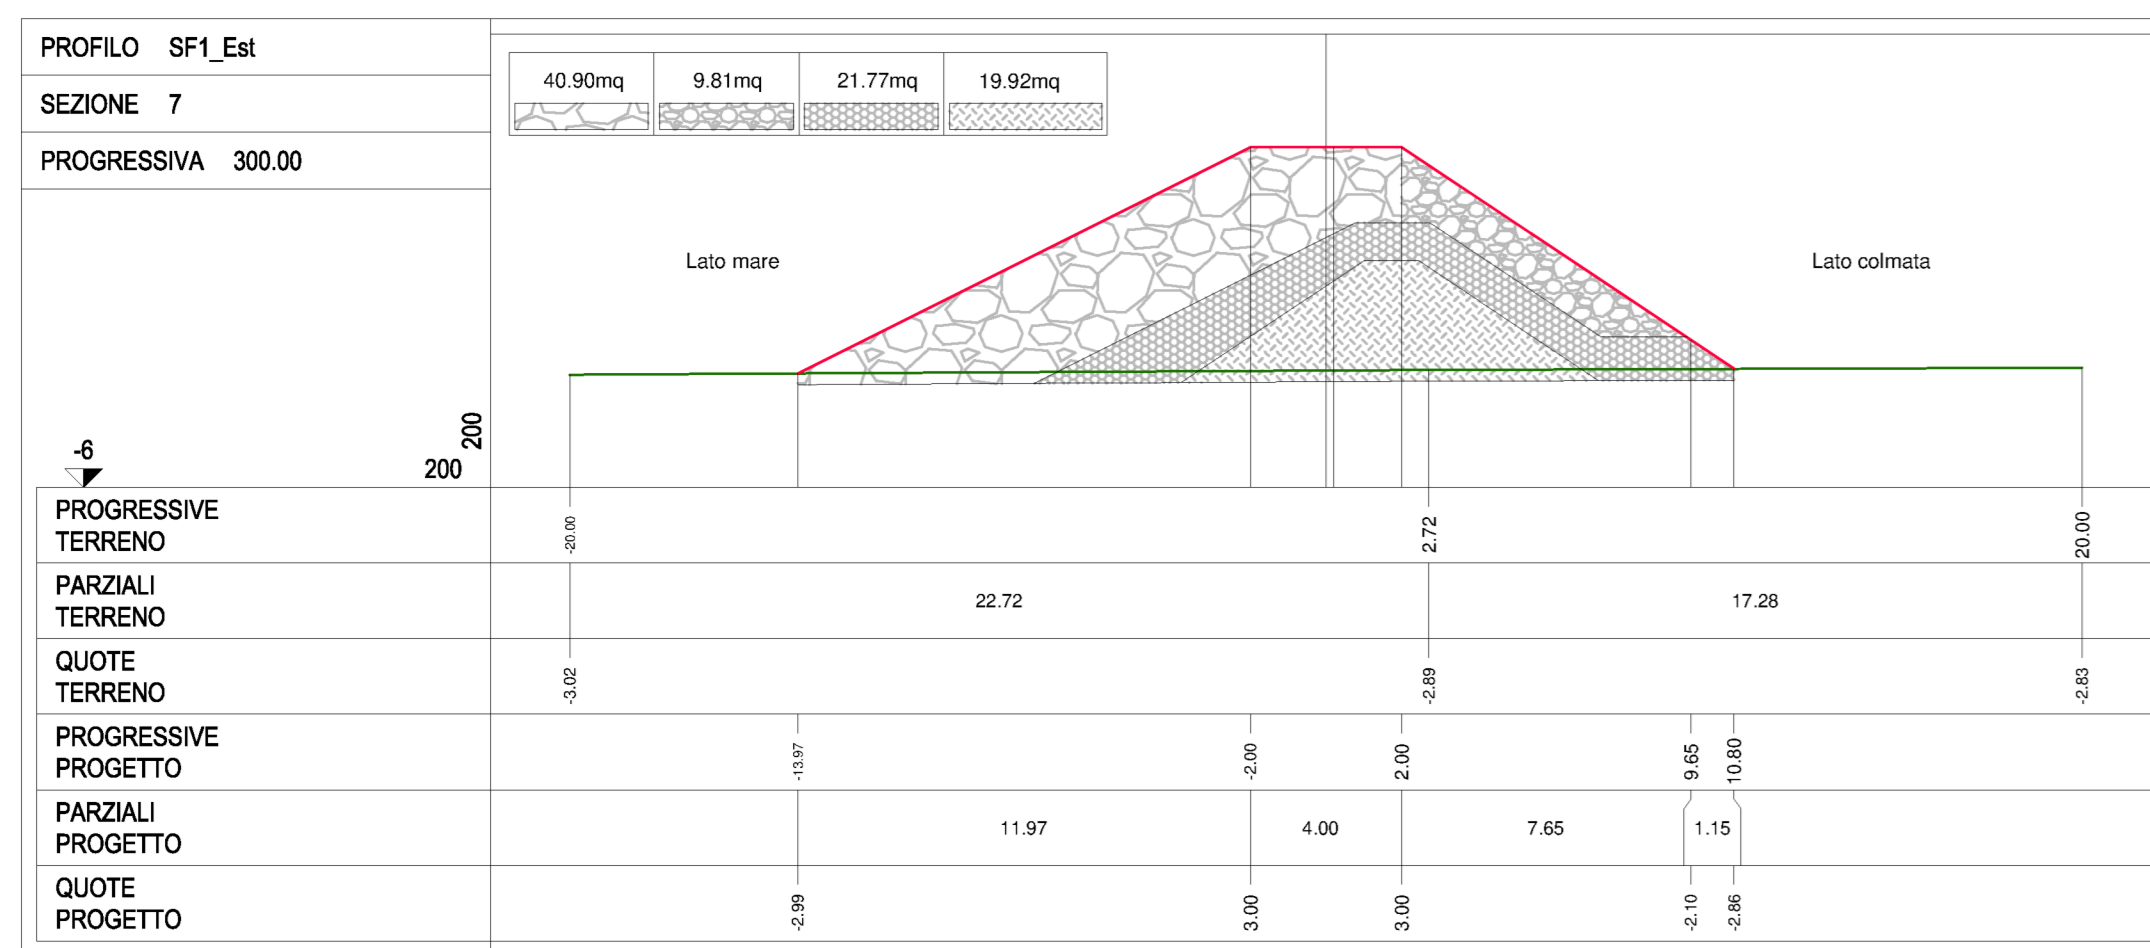 PROFILO SF1_Est
SEZIONE 7
PROGRESSIVA 300.00
40.90mq 9.81mq 21.77mq 19.92mq
Lato mare
Lato colmata
-6
200
200
PROGRESSIVE
TERRENO
-20.00 2.72 20.00
PARZIALI
TERRENO
22.72 17.28
QUOTE
TERRENO
-3.02 -2.89 -2.83
PROGRESSIVE
PROGETTO
-13.97 -2.00 2.00 9.65 10.80
PARZIALI
PROGETTO
11.97 4.00 7.65 1.15
QUOTE
PROGETTO
-2.99 3.00 3.00 -2.10 -2.86